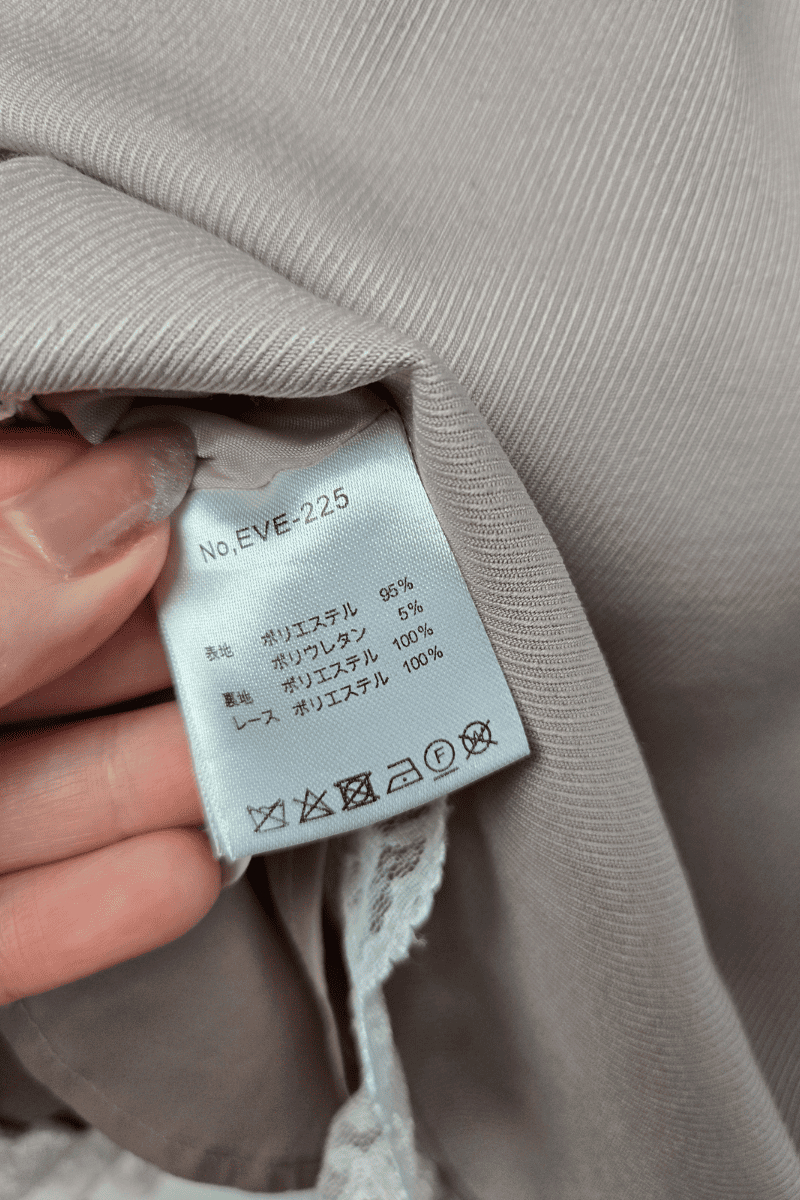 No,EVE-225
表地 ポリエステル 95%
ポリウレタン 5%
裏地 ポリエステル 100%
レース ポリエステル 100%
F
W